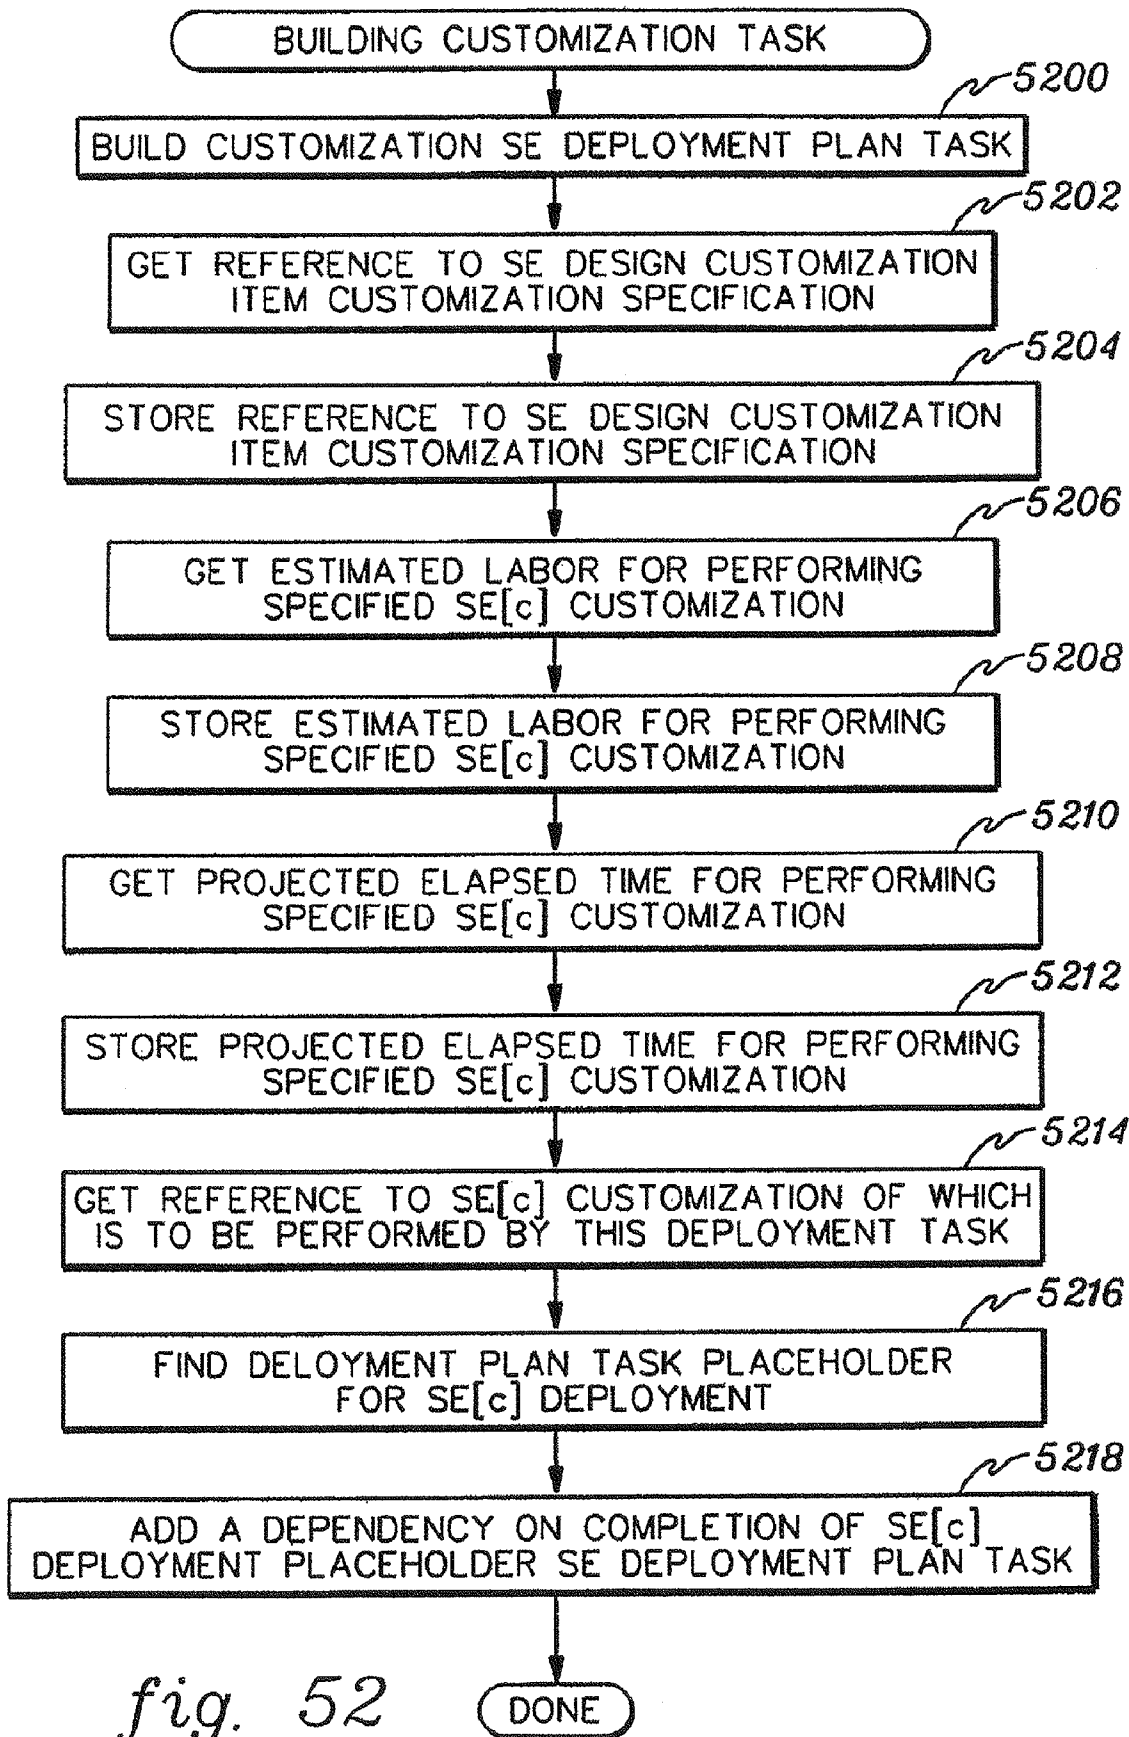 BUILDING CUSTOMIZATION TASK
5200
BUILD CUSTOMIZATION SE DEPLOYMENT PLAN TASK
5202
GET REFERENCE TO SE DESIGN CUSTOMIZATION
ITEM CUSTOMIZATION SPECIFICATION
5204
STORE REFERENCE TO SE DESIGN CUSTOMIZATION
ITEM CUSTOMIZATION SPECIFICATION
5206
GET ESTIMATED LABOR FOR PERFORMING
SPECIFIED SE[c] CUSTOMIZATION
5208
STORE ESTIMATED LABOR FOR PERFORMING
SPECIFIED SE[c] CUSTOMIZATION
5210
GET PROJECTED ELAPSED TIME FOR PERFORMING
SPECIFIED SE[c] CUSTOMIZATION
5212
STORE PROJECTED ELAPSED TIME FOR PERFORMING
SPECIFIED SE[c] CUSTOMIZATION
5214
GET REFERENCE TO SE[c] CUSTOMIZATION OF WHICH
IS TO BE PERFORMED BY THIS DEPLOYMENT TASK
5216
FIND DELOYMENT PLAN TASK PLACEHOLDER
FOR SE[c] DEPLOYMENT
5218
ADD A DEPENDENCY ON COMPLETION OF SE[c]
DEPLOYMENT PLACEHOLDER SE DEPLOYMENT PLAN TASK
DONE
fig. 52